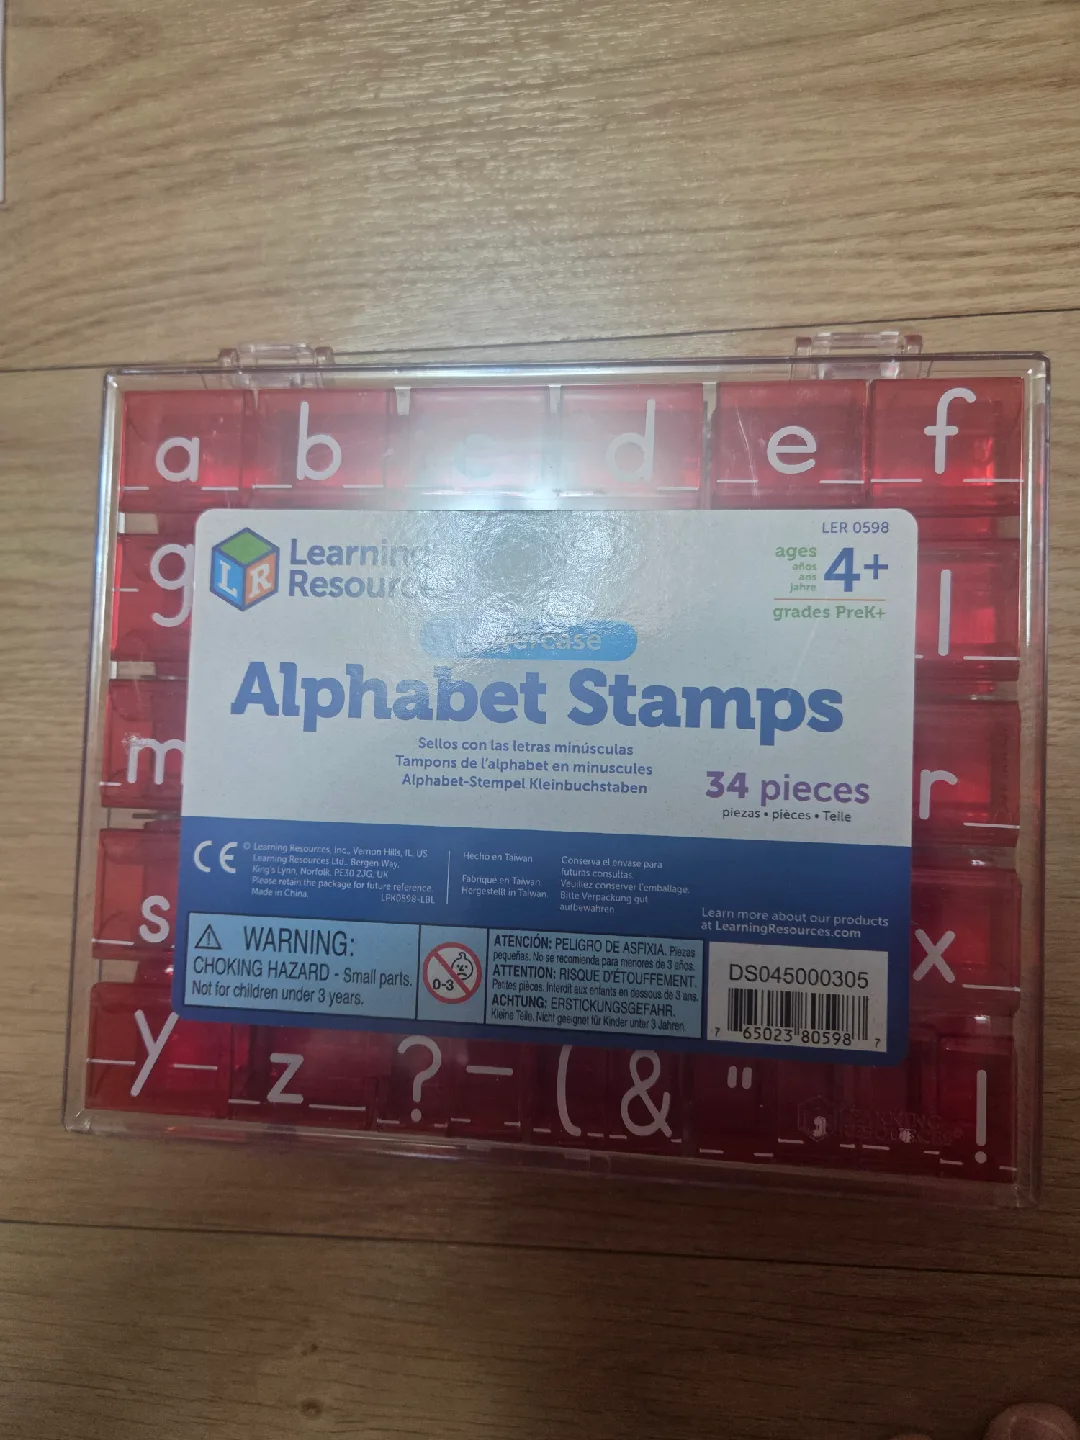 a b c d e f
g
l
m
r
s
x
LR Learning
Resources
LER 0598
ages
años
ans
jahre
4+
grades PreK+
Lowercase
Alphabet Stamps
Sellos con las letras minúsculas
Tampons de l'alphabet en minuscules
Alphabet-Stempel Kleinbuchstaben
34 pieces
piezas • pièces • Teile
CE
© Learning Resources, Inc., Vernon Hills, IL, US
Learning Resources Ltd., Bergen Way,
King's Lynn, Norfolk, PE30 2JG, UK
Please retain the package for future reference.
Made in China.
LPK0598-LBL
Hecho en Taiwan.
Fabriqué en Taiwan.
Hergestellt in Taiwan.
Conserva el envase para
futuras consultas.
Veuillez conserver l'emballage.
Bitte Verpackung gut
aufbewahren.
Learn more about our products
at LearningResources.com
WARNING:
CHOKING HAZARD - Small parts.
Not for children under 3 years.
0-3
ATENCIÓN: PELIGRO DE ASFIXIA. Piezas
pequeñas. No se recomienda para menores de 3 años.
ATTENTION: RISQUE D'ÉTOUFFEMENT.
Petites pièces. Interdit aux enfants en dessous de 3 ans.
ACHTUNG: ERSTICKUNGSGEFAHR.
Kleine Teile. Nicht geeignet für Kinder unter 3 Jahren.
DS045000305
7 65023 80598 7
y z ? - ( & " !